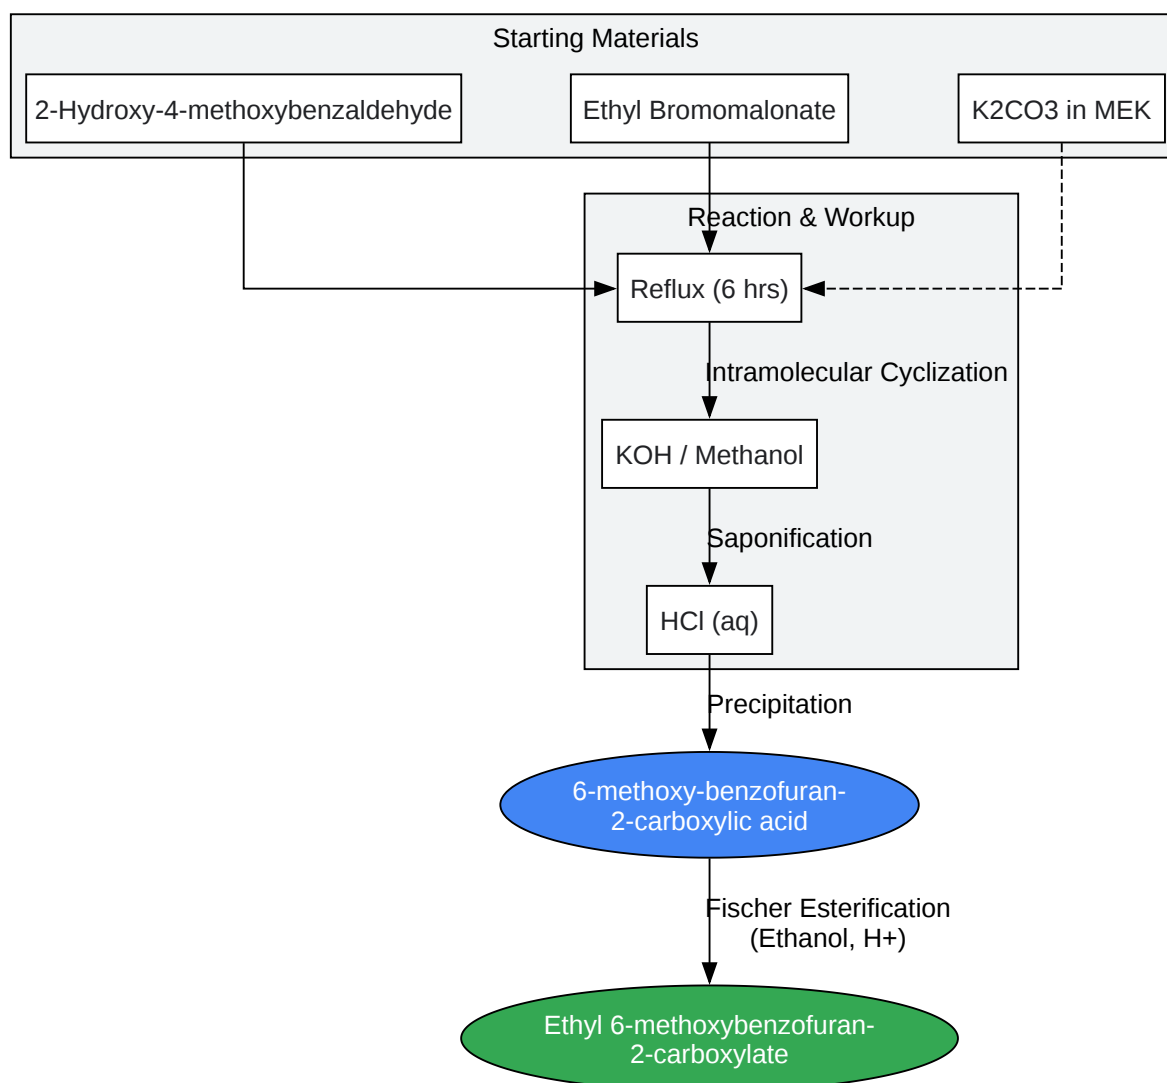 Starting Materials
2-Hydroxy-4-methoxybenzaldehyde
Ethyl Bromomalonate
K2CO3 in MEK
Reaction & Workup
Reflux (6 hrs)
Intramolecular Cyclization
KOH / Methanol
Saponification
HCl (aq)
Precipitation
6-methoxy-benzofuran-
2-carboxylic acid
Fischer Esterification
(Ethanol, H+)
Ethyl 6-methoxybenzofuran-
2-carboxylate